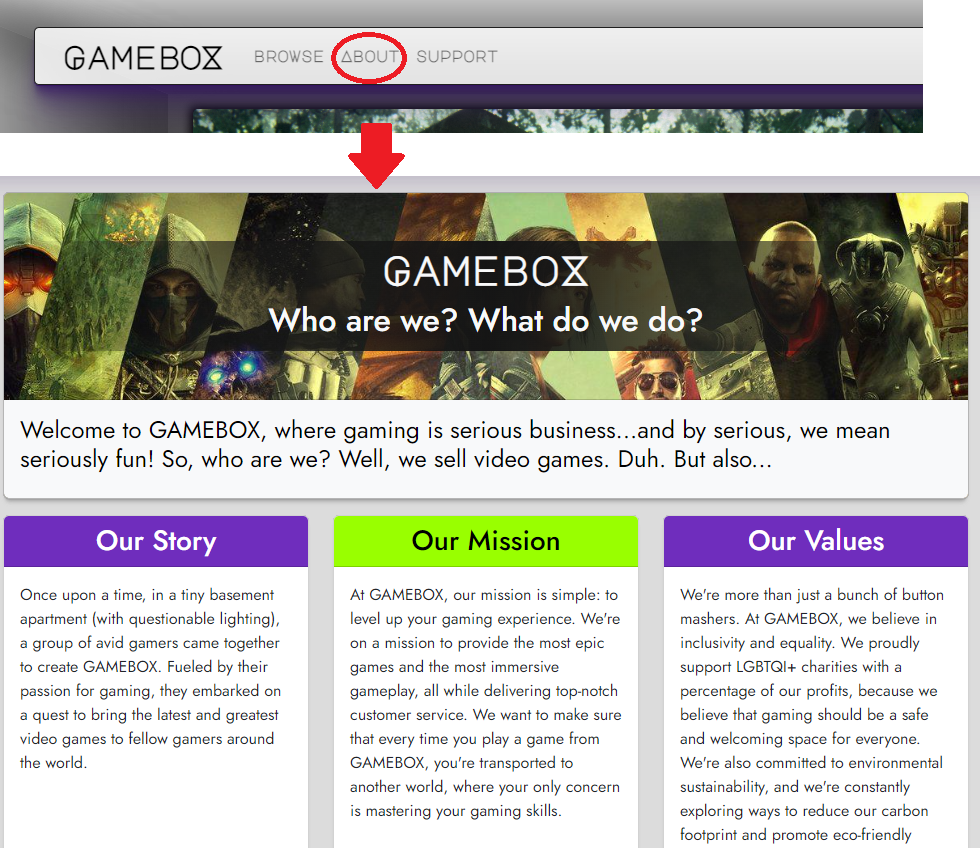 GAMEBOX BROWSE ABOUT SUPPORT
GAMEBOX
Who are we? What do we do?
Welcome to GAMEBOX, where gaming is serious business...and by serious, we mean
seriously fun! So, who are we? Well, we sell video games. Duh. But also...
Our Story
Once upon a time, in a tiny basement
apartment (with questionable lighting),
a group of avid gamers came together
to create GAMEBOX. Fueled by their
passion for gaming, they embarked on
a quest to bring the latest and greatest
video games to fellow gamers around
the world.
Our Mission
At GAMEBOX, our mission is simple: to
level up your gaming experience. We're
on a mission to provide the most epic
games and the most immersive
gameplay, all while delivering top-notch
customer service. We want to make sure
that every time you play a game from
GAMEBOX, you're transported to
another world, where your only concern
is mastering your gaming skills.
Our Values
We're more than just a bunch of button
mashers. At GAMEBOX, we believe in
inclusivity and equality. We proudly
support LGBTQI+ charities with a
percentage of our profits, because we
believe that gaming should be a safe
and welcoming space for everyone.
We're also committed to environmental
sustainability, and we're constantly
exploring ways to reduce our carbon
footprint and promote eco-friendly